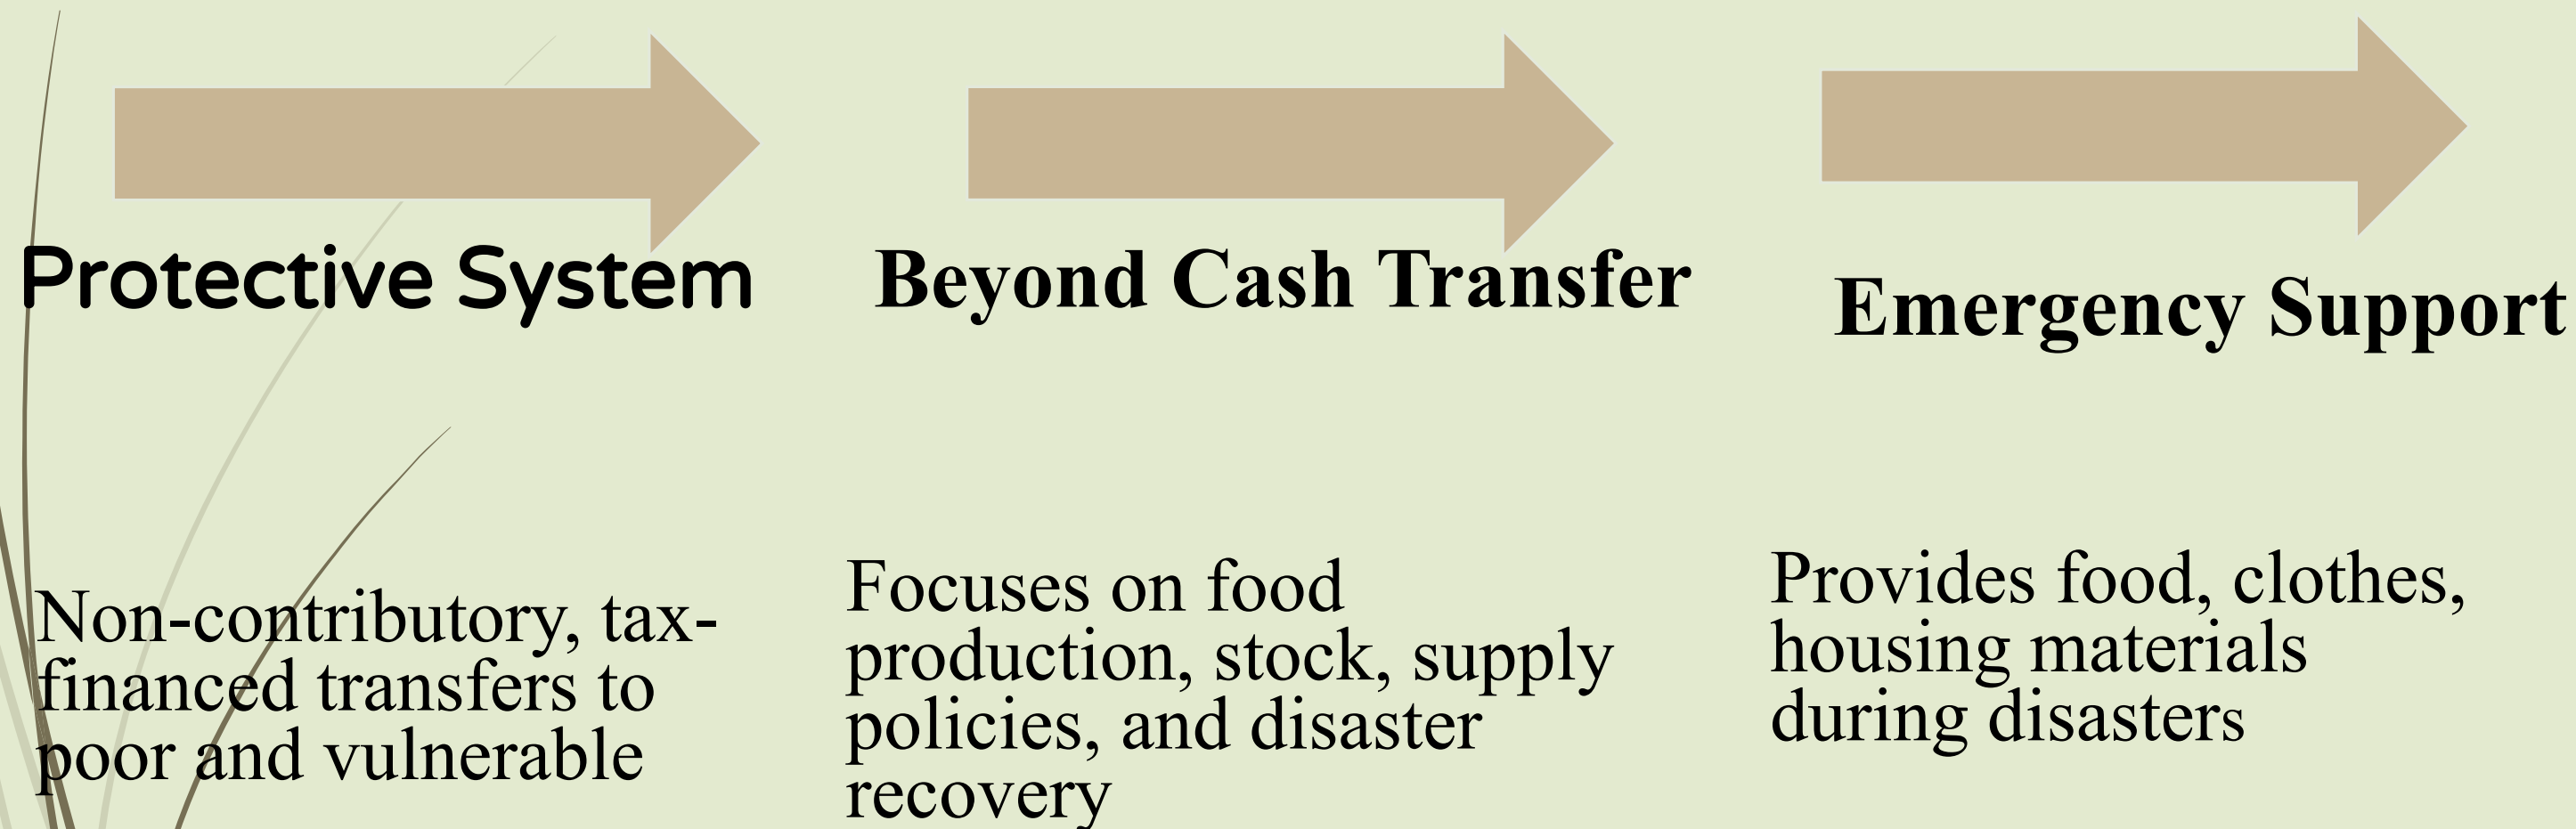 Protective System
Non-contributory, tax-
financed transfers to
poor and vulnerable
Beyond Cash Transfer
Focuses on food
production, stock, supply
policies, and disaster
recovery
Emergency Support
Provides food, clothes,
housing materials
during disasters